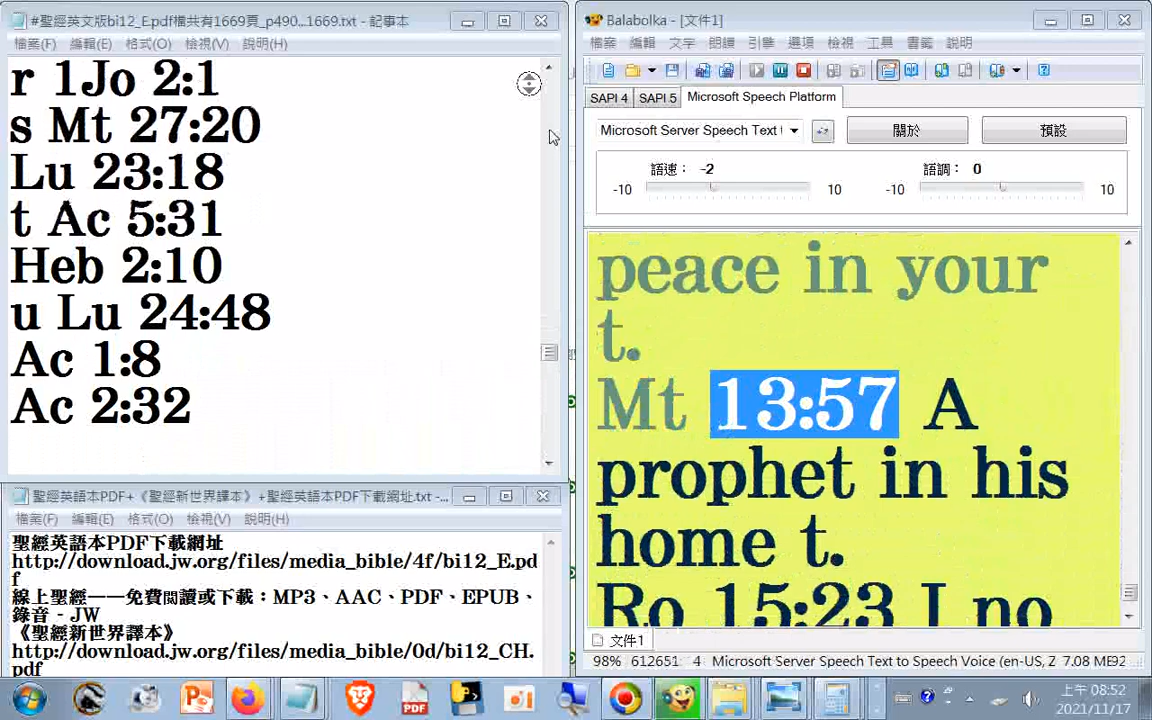 #聖經英文版bi12_E.pdf檔共有1669頁_p490...1669.txt - 記事本
檔案(F) 編輯(E) 格式(O) 檢視(V) 說明(H)
r 1Jo 2:1
s Mt 27:20
Lu 23:18
t Ac 5:31
Heb 2:10
u Lu 24:48
Ac 1:8
Ac 2:32
聖經英語本PDF+《聖經新世界譯本》+聖經英語本PDF下載網址.txt -...
檔案(F) 編輯(E) 格式(O) 檢視(V) 說明(H)
聖經英語本PDF下載網址
http://download.jw.org/files/media_bible/4f/bi12_E.pd
f
線上聖經——免費閱讀或下載：MP3、AAC、PDF、EPUB、
錄音 - JW
《聖經新世界譯本》
http://download.jw.org/files/media_bible/0d/bi12_CH.
pdf
Balabolka - [文件1]
檔案 編輯 文字 朗讀 引擎 選項 檢視 工具 書籤 說明
SAPI 4 SAPI 5 Microsoft Speech Platform
Microsoft Server Speech Text 關於 預設
語速： -2 語調： 0
-10 10 -10 10
peace in your
t.
Mt 13:57 A
prophet in his
home t.
Ro 15:23 I no
文件1
98% 612651: 4 Microsoft Server Speech Text to Speech Voice (en-US, Z 7.08 ME92
上午 08:52
2021/11/17